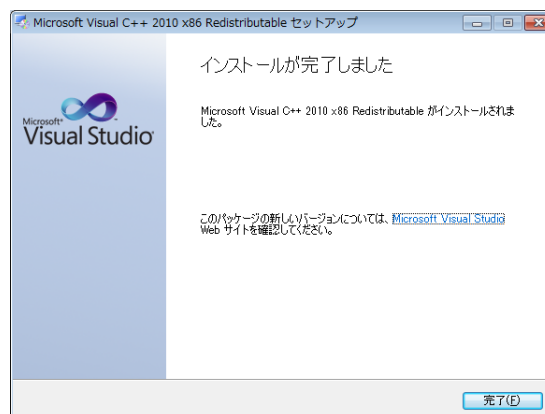 Microsoft Visual C++ 2010 x86 Redistributable セットアップ
インストールが完了しました
Microsoft Visual C++ 2010 x86 Redistributable がインストールされま
した。
Microsoft
Visual Studio
このパッケージの新しいバージョンについては、Microsoft Visual Studio
Web サイトを確認してください。
完了(F)